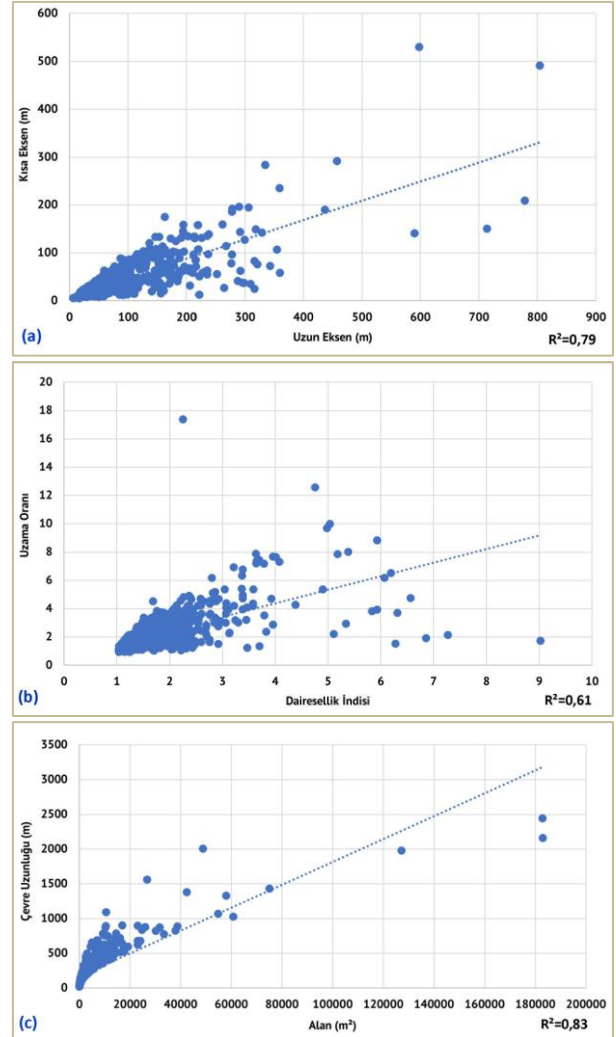 600
500
400
300
200
100
0
Kısa Eksen (m)
0 100 200 300 400 500 600 700 800 900
(a)
Uzun Eksen (m)
R²=0,79
20
18
16
14
12
10
8
6
4
2
0
Uzama Oranı
0 1 2 3 4 5 6 7 8 9 10
(b)
Dairesellik İndisi
R²=0,61
3500
3000
2500
2000
1500
1000
500
0
Çevre Uzunluğu (m)
0 20000 40000 60000 80000 100000 120000 140000 160000 180000 200000
(c)
Alan (m²)
R²=0,83